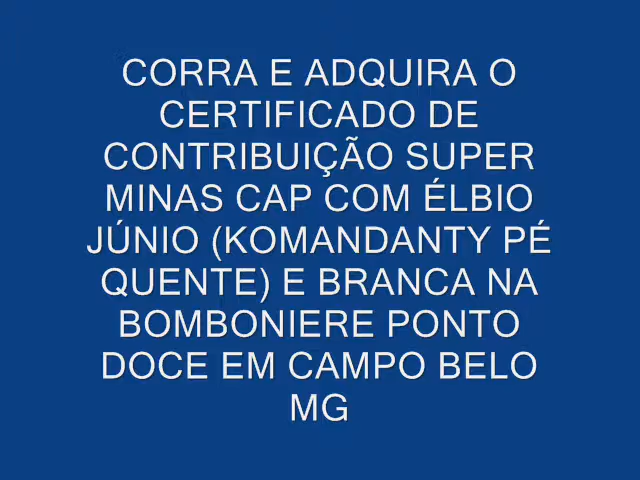 CORRA E ADQUIRA O
CERTIFICADO DE
CONTRIBUIÇÃO SUPER
MINAS CAP COM ÉLBIO
JÚNIO (KOMANDANTY PÉ
QUENTE) E BRANCA NA
BOMBONIERE PONTO
DOCE EM CAMPO BELO
MG